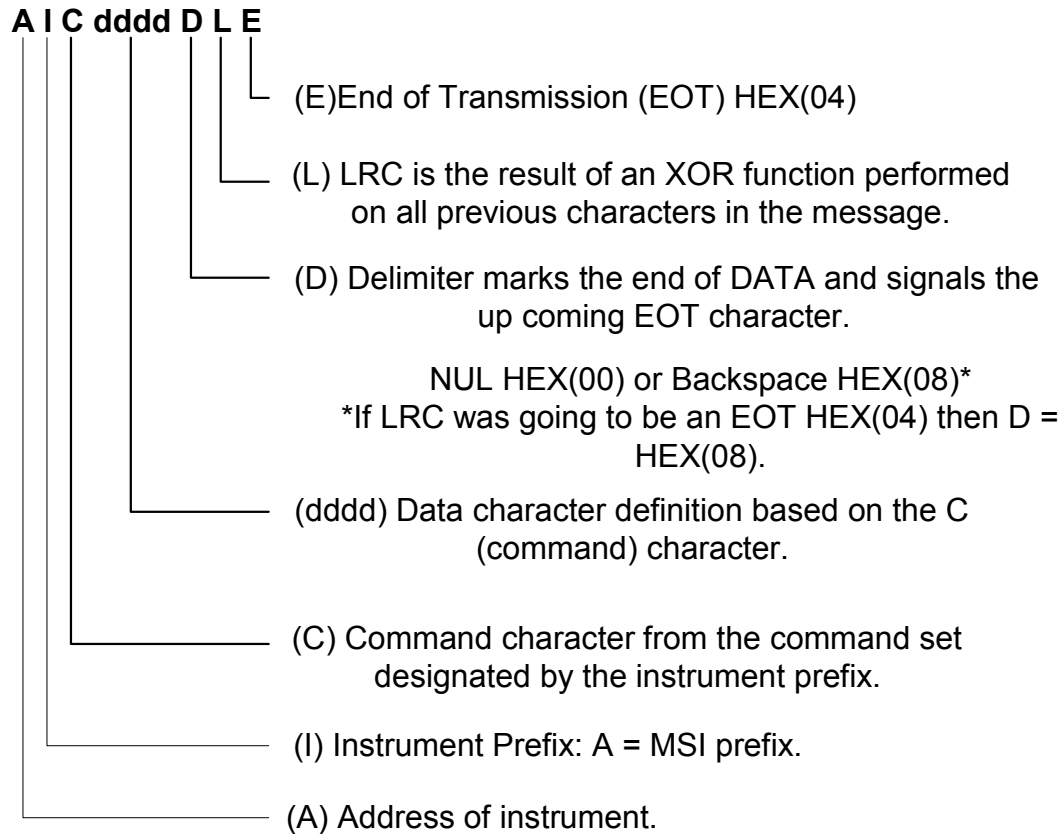 A I C dddd D L E
(E)End of Transmission (EOT) HEX(04)
(L) LRC is the result of an XOR function performed
on all previous characters in the message.
(D) Delimiter marks the end of DATA and signals the
up coming EOT character.
NUL HEX(00) or Backspace HEX(08)*
*If LRC was going to be an EOT HEX(04) then D =
HEX(08).
(dddd) Data character definition based on the C
(command) character.
(C) Command character from the command set
designated by the instrument prefix.
(I) Instrument Prefix: A = MSI prefix.
(A) Address of instrument.